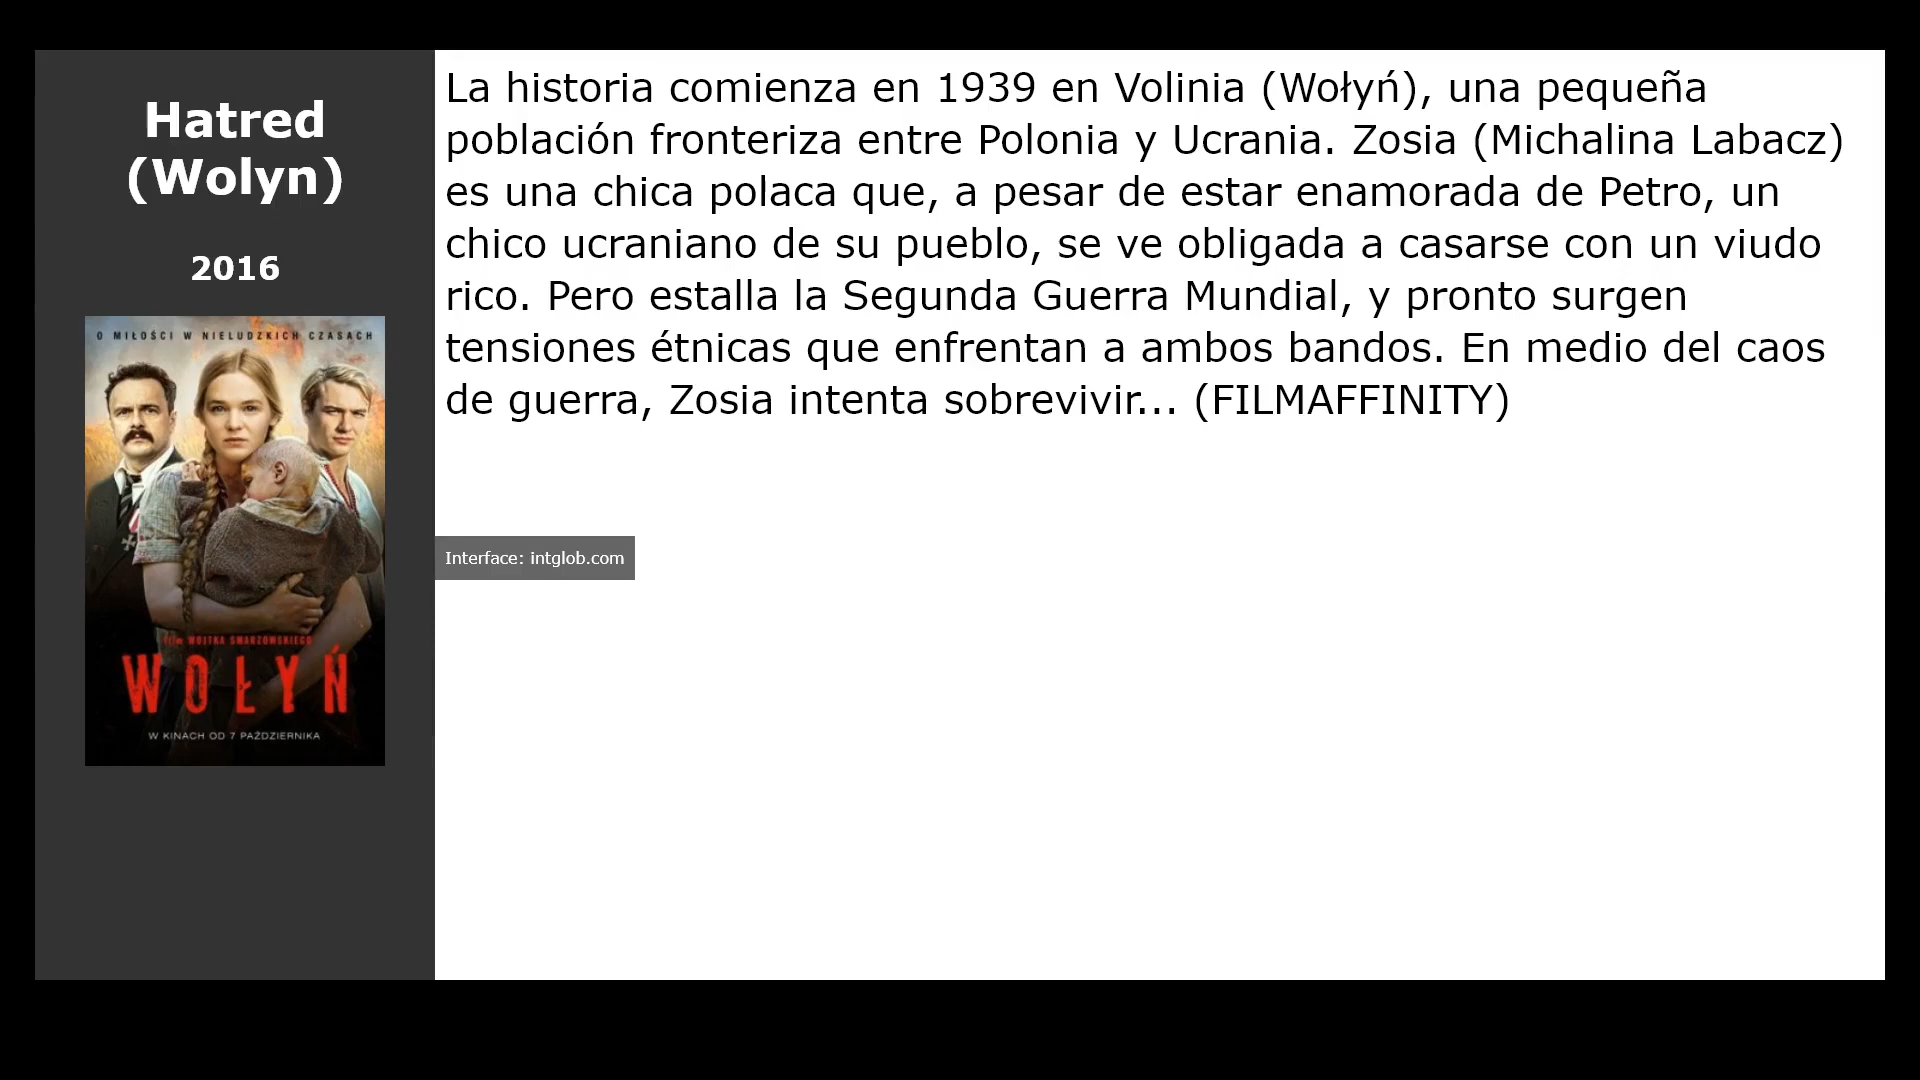 Hatred
(Wolyn)
2016
O MIŁOŚCI W NIELUDZKICH CZASACH
film WOJTKA SMARZOWSKIEGO
WOŁYŃ
W KINACH OD 7 PAŹDZIERNIKA
La historia comienza en 1939 en Volinia (Wołyń), una pequeña
población fronteriza entre Polonia y Ucrania. Zosia (Michalina Labacz)
es una chica polaca que, a pesar de estar enamorada de Petro, un
chico ucraniano de su pueblo, se ve obligada a casarse con un viudo
rico. Pero estalla la Segunda Guerra Mundial, y pronto surgen
tensiones étnicas que enfrentan a ambos bandos. En medio del caos
de guerra, Zosia intenta sobrevivir... (FILMAFFINITY)
Interface: intglob.com